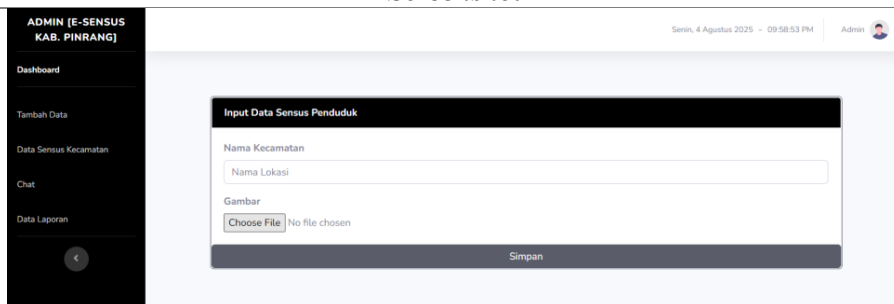 ADMIN [E-SENSUS
KAB. PINRANG]
Senin, 4 Agustus 2025 - 09:58:53 PM
Admin
Dashboard
Tambah Data
Data Sensus Kecamatan
Chat
Data Laporan
Input Data Sensus Penduduk
Nama Kecamatan
Nama Lokasi
Gambar
Choose File No file chosen
Simpan